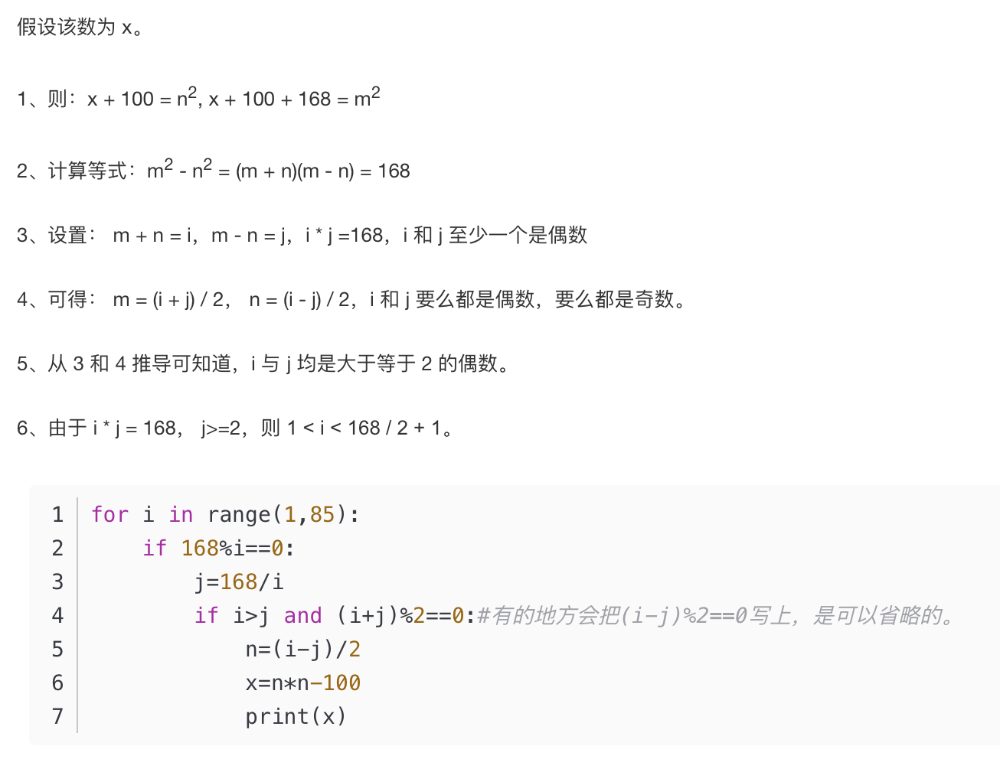 假设该数为 x。
1、则：x + 100 = n², x + 100 + 168 = m²
2、计算等式：m² - n² = (m + n)(m - n) = 168
3、设置： m + n = i，m - n = j，i * j =168，i 和 j 至少一个是偶数
4、可得： m = (i + j) / 2， n = (i - j) / 2，i 和 j 要么都是偶数，要么都是奇数。
5、从 3 和 4 推导可知道，i 与 j 均是大于等于 2 的偶数。
6、由于 i * j = 168， j>=2，则 1 < i < 168 / 2 + 1。
1 for i in range(1,85):
2     if 168%i==0:
3         j=168/i
4         if i>j and (i+j)%2==0:#有的地方会把(i-j)%2==0写上，是可以省略的。
5             n=(i-j)/2
6             x=n*n-100
7             print(x)